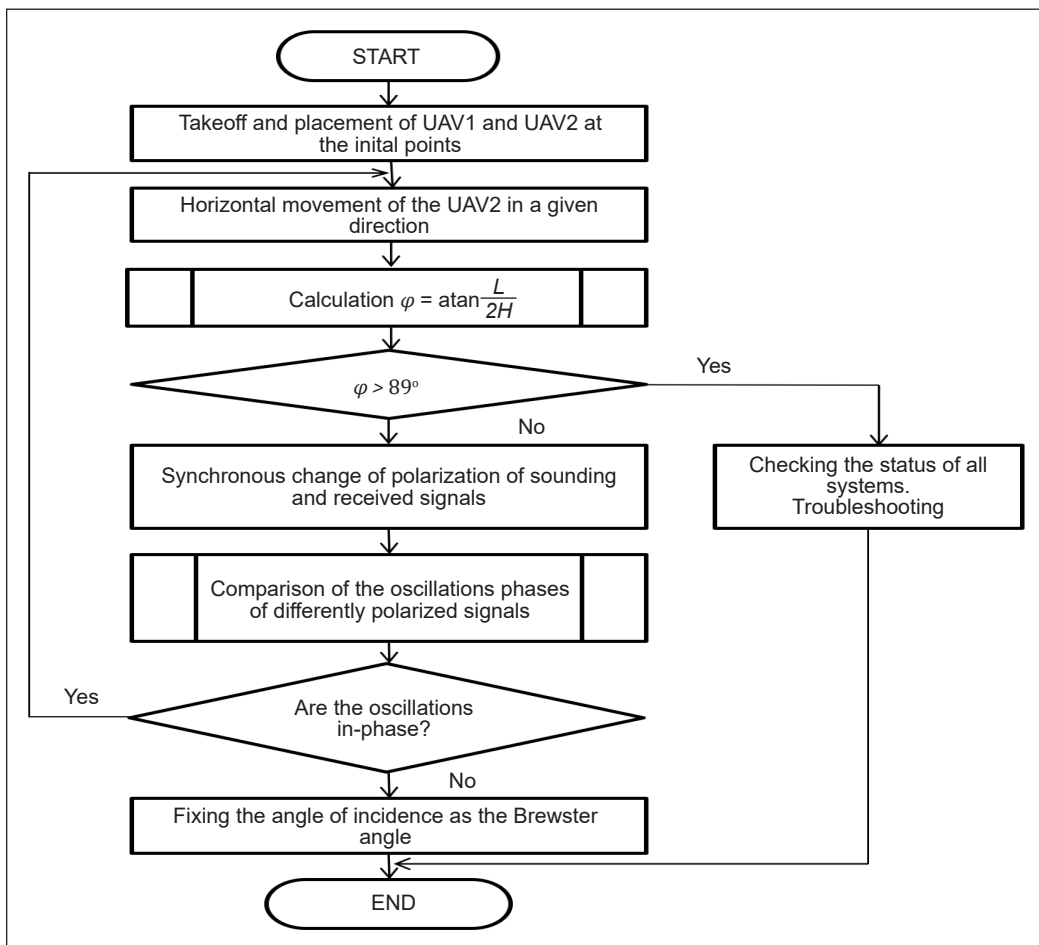 START
Takeoff and placement of UAV1 and UAV2 at
the inital points
Horizontal movement of the UAV2 in a given
direction
Calculation φ = atan L/2H
φ > 89°
Yes
No
Synchronous change of polarization of sounding
and received signals
Checking the status of all
systems.
Troubleshooting
Comparison of the oscillations phases
of differently polarized signals
Yes
Are the oscillations
in-phase?
No
Fixing the angle of incidence as the Brewster
angle
END